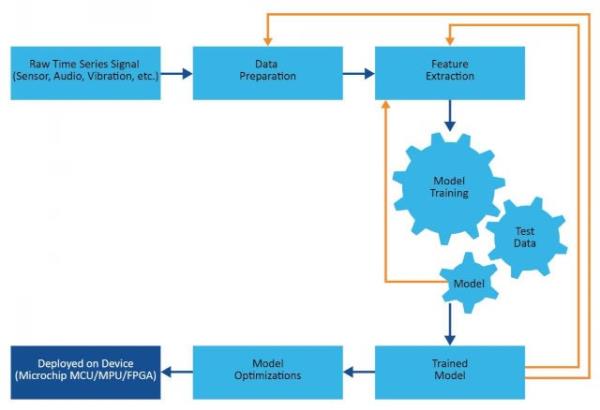 Raw Time Series Signal
(Sensor, Audio, Vibration, etc.)
Data
Preparation
Feature
Extraction
Model
Training
Test
Data
Model
Deployed on Device
(Microchip MCU/MPU/FPGA)
Model
Optimizations
Trained
Model